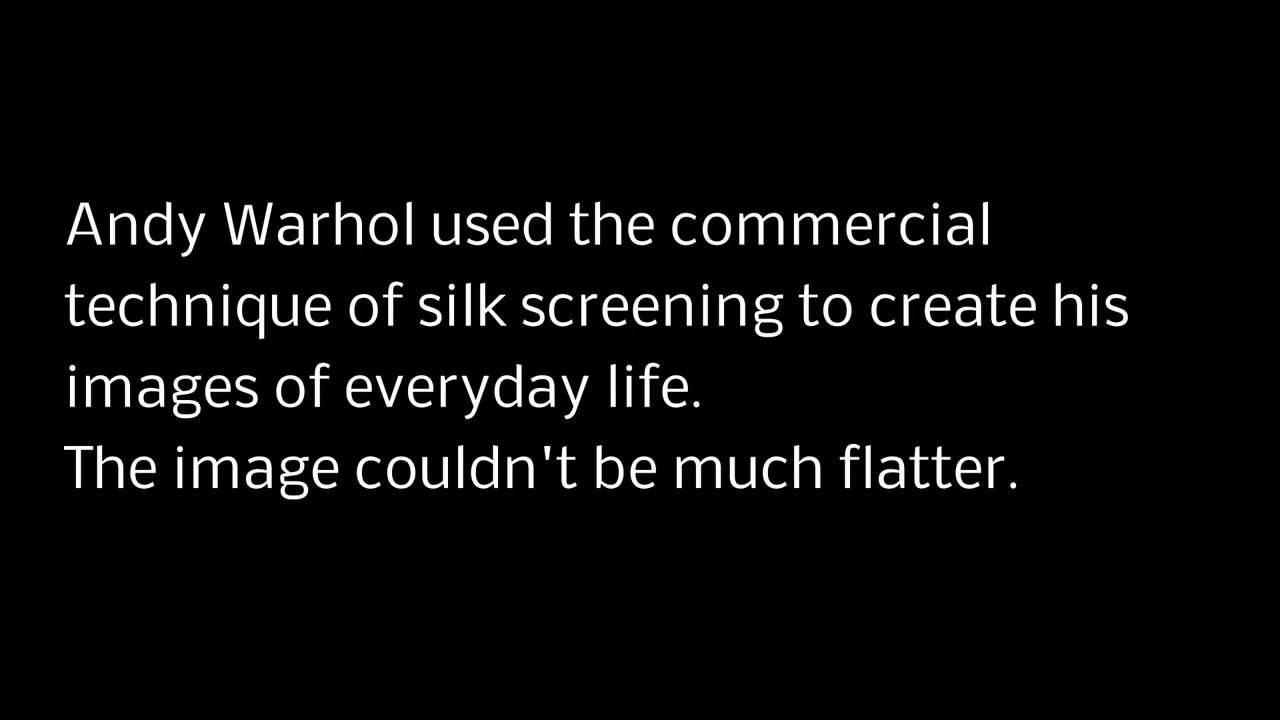 Andy Warhol used the commercial
technique of silk screening to create his
images of everyday life.
The image couldn't be much flatter.